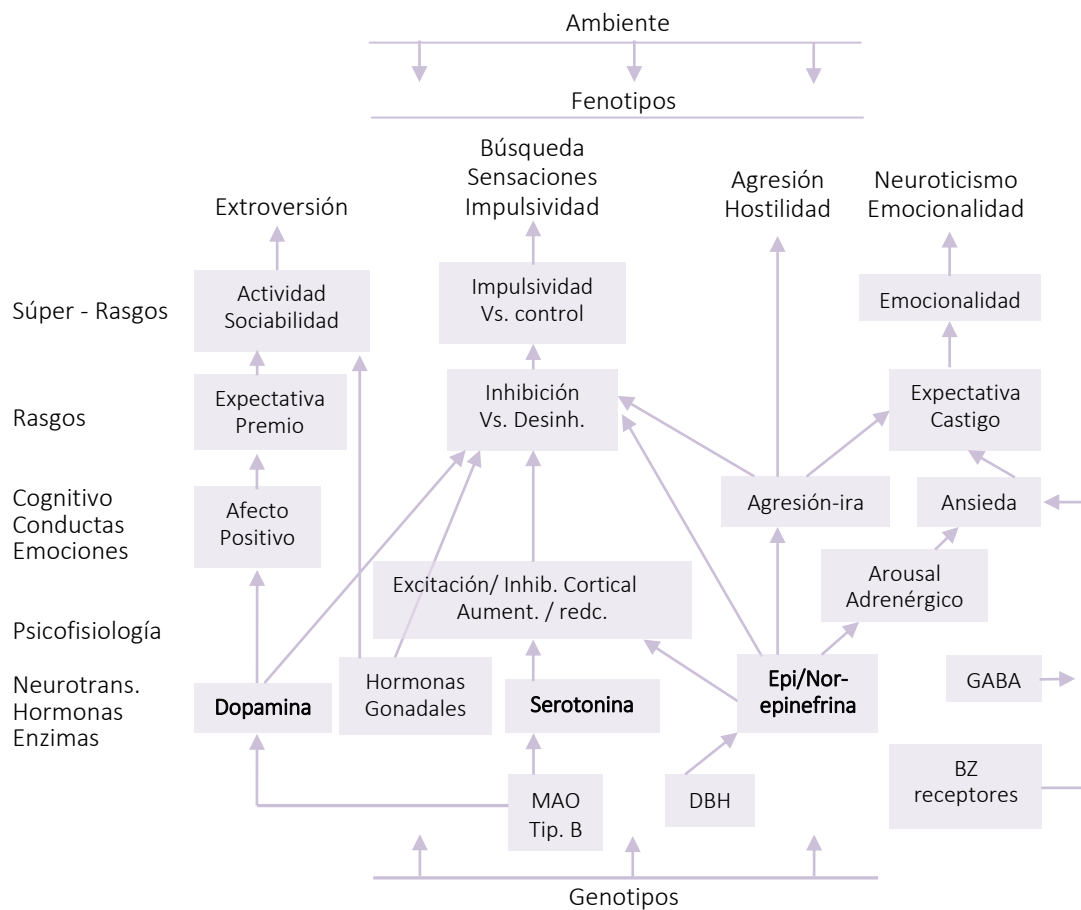 Ambiente
Fenotipos
Búsqueda
Sensaciones
Impulsividad
Extroversión
Agresión
Hostilidad
Neuroticismo
Emocionalidad
Súper - Rasgos
Actividad
Sociabilidad
Impulsividad
Vs. control
Emocionalidad
Rasgos
Expectativa
Premio
Inhibición
Vs. Desinh.
Expectativa
Castigo
Cognitivo
Conductas
Emociones
Afecto
Positivo
Agresión-ira
Ansieda
Excitación/ Inhib. Cortical
Aument. / redc.
Arousal
Adrenérgico
Psicofisiología
Neurotrans.
Hormonas
Enzimas
Dopamina
Hormonas
Gonadales
Serotonina
Epi/Nor-
epinefrina
GABA
MAO
Tip. B
DBH
BZ
receptores
Genotipos